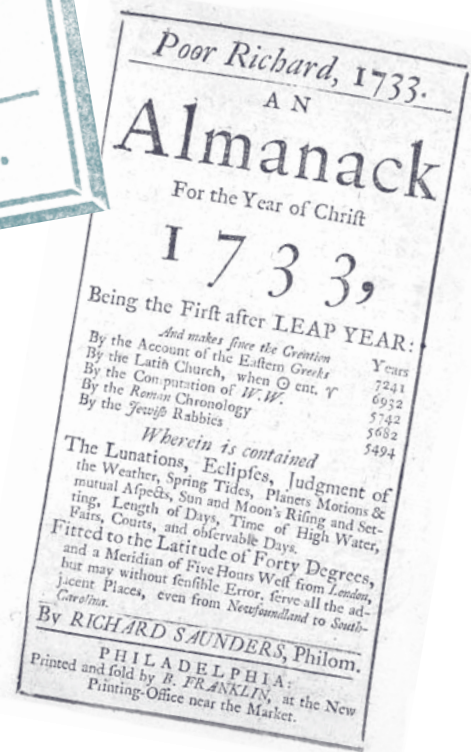 Poor Richard, 1733.
AN
Almanack
For the Year of Chriſt
1733,
Being the Firſt after LEAP YEAR:
And makes ſince the Creation Years
By the Account of the Eaſtern Greeks 7241
By the Latin Church, when ☉ ent. ♈ 6932
By the Computation of W.W. 5742
By the Roman Chronology 5682
By the Jewiſh Rabbies 5494
Wherein is contained
The Lunations, Eclipſes, Judgment of
the Weather, Spring Tides, Planets Motions &
mutual Aſpects, Sun and Moon's Riſing and Set-
ting, Length of Days, Time of High Water,
Fairs, Courts, and obſervable Days.
Fitted to the Latitude of Forty Degrees,
and a Meridian of Five Hours Weſt from London,
but may without ſenſible Error, ſerve all the ad-
jacent Places, even from Newfoundland to South-
Carolina.
By RICHARD SAUNDERS, Philom.
PHILADELPHIA:
Printed and ſold by B. FRANKLIN, at the New
Printing-Office near the Market.